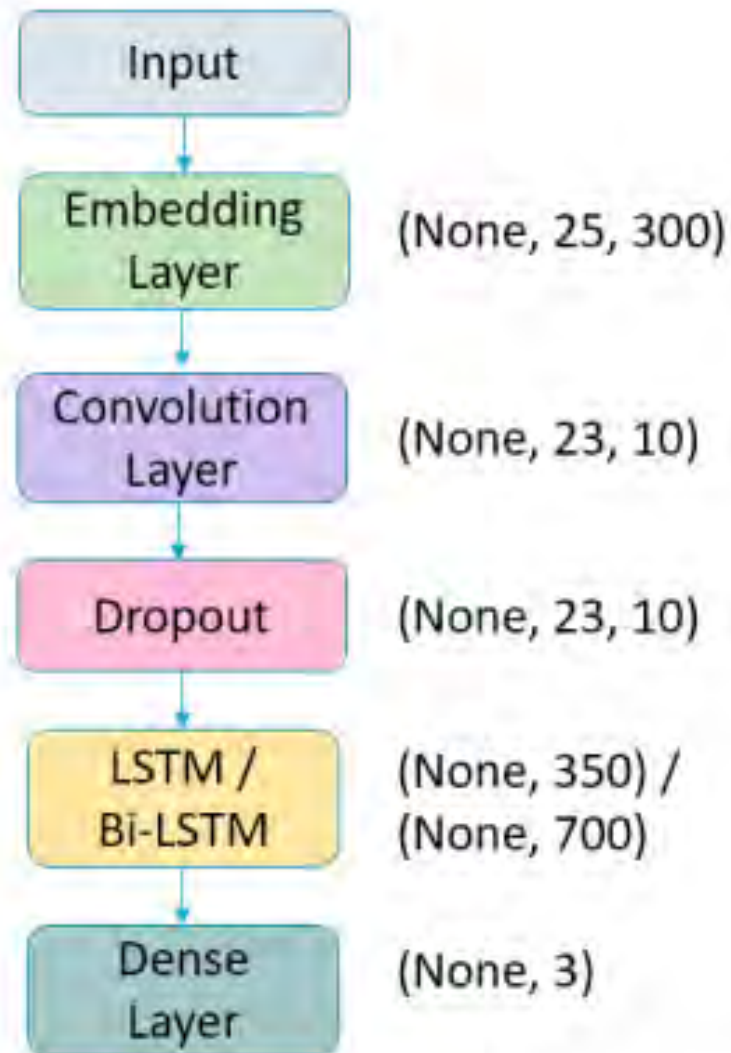 Input
Embedding
Layer
(None, 25, 300)
Convolution
Layer
(None, 23, 10)
Dropout
(None, 23, 10)
LSTM /
Bi-LSTM
(None, 350) /
(None, 700)
Dense
Layer
(None, 3)